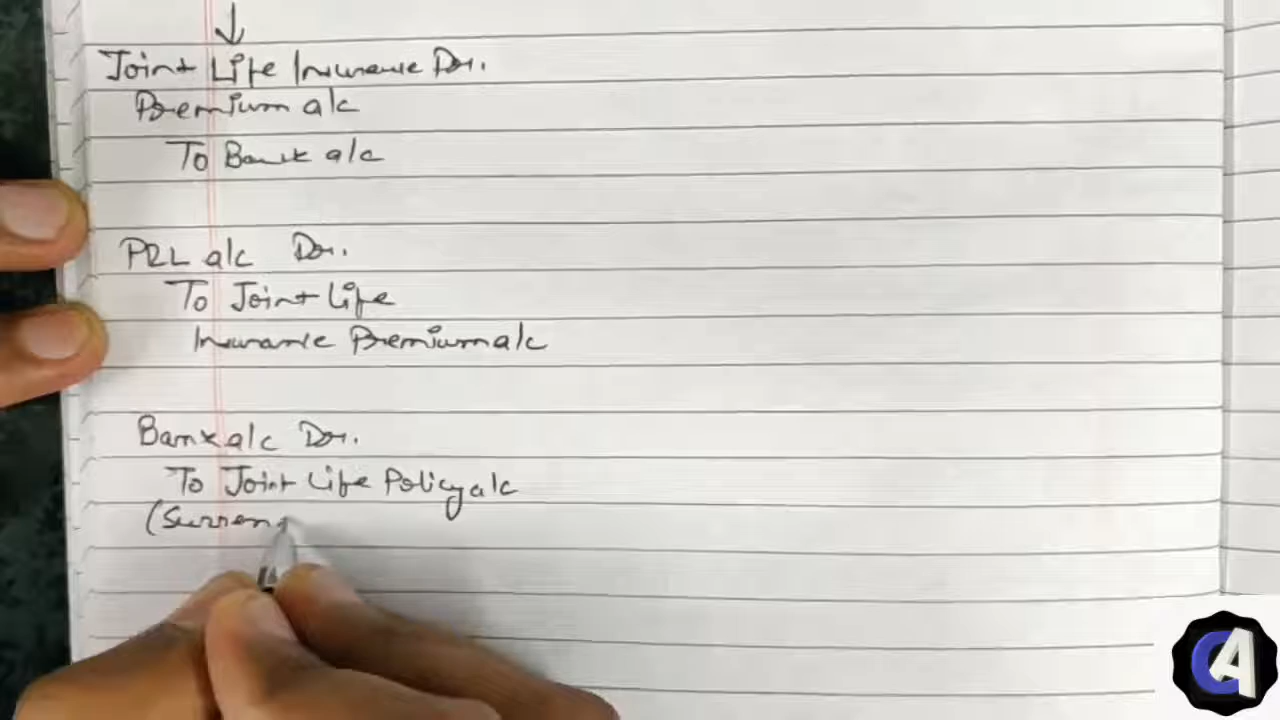 Joint Life Insurance Dr.
Premium a/c
To Bank a/c
P&L a/c Dr.
To Joint Life
Insurance Premium a/c
Bank a/c Dr.
To Joint Life Policy a/c
(Surren
CA